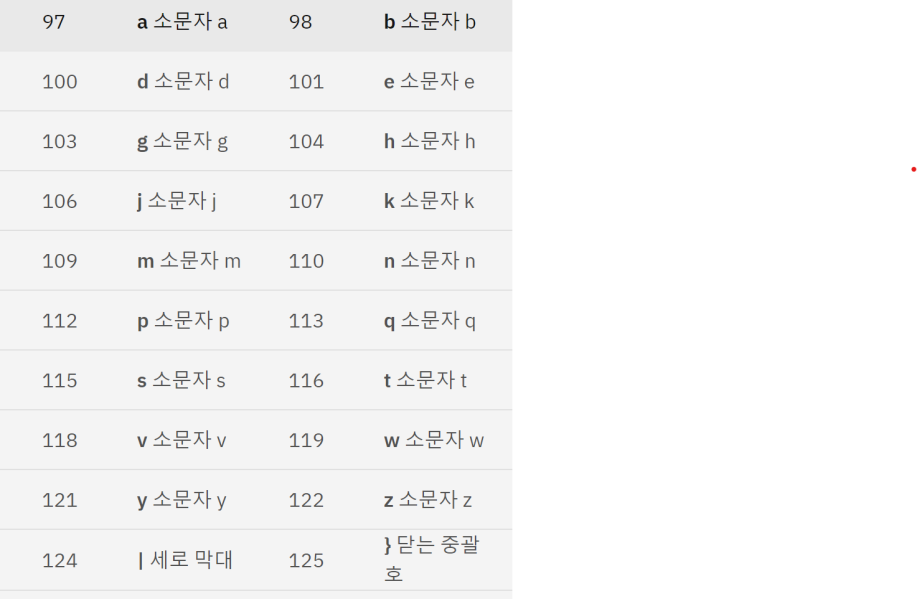 97 a 소문자 a 98 b 소문자 b
100 d 소문자 d 101 e 소문자 e
103 g 소문자 g 104 h 소문자 h
106 j 소문자 j 107 k 소문자 k
109 m 소문자 m 110 n 소문자 n
112 p 소문자 p 113 q 소문자 q
115 s 소문자 s 116 t 소문자 t
118 v 소문자 v 119 w 소문자 w
121 y 소문자 y 122 z 소문자 z
124 | 세로 막대 125 } 닫는 중괄
호